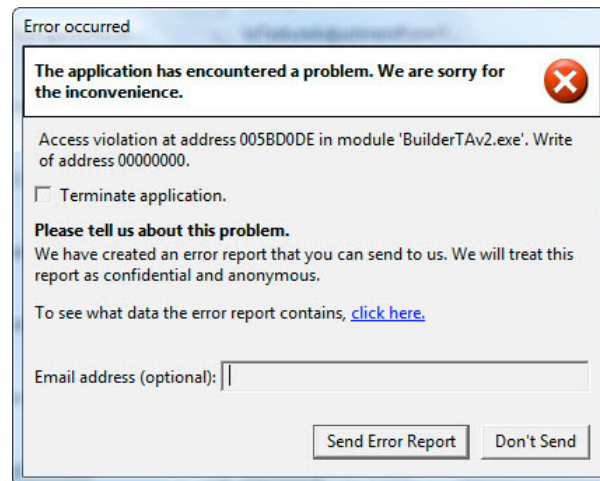 Error occurred
The application has encountered a problem. We are sorry for
the inconvenience.
Access violation at address 005BD0DE in module 'BuilderTAv2.exe'. Write
of address 00000000.
Terminate application.
Please tell us about this problem.
We have created an error report that you can send to us. We will treat this
report as confidential and anonymous.
To see what data the error report contains, click here.
Email address (optional):
Send Error Report Don't Send